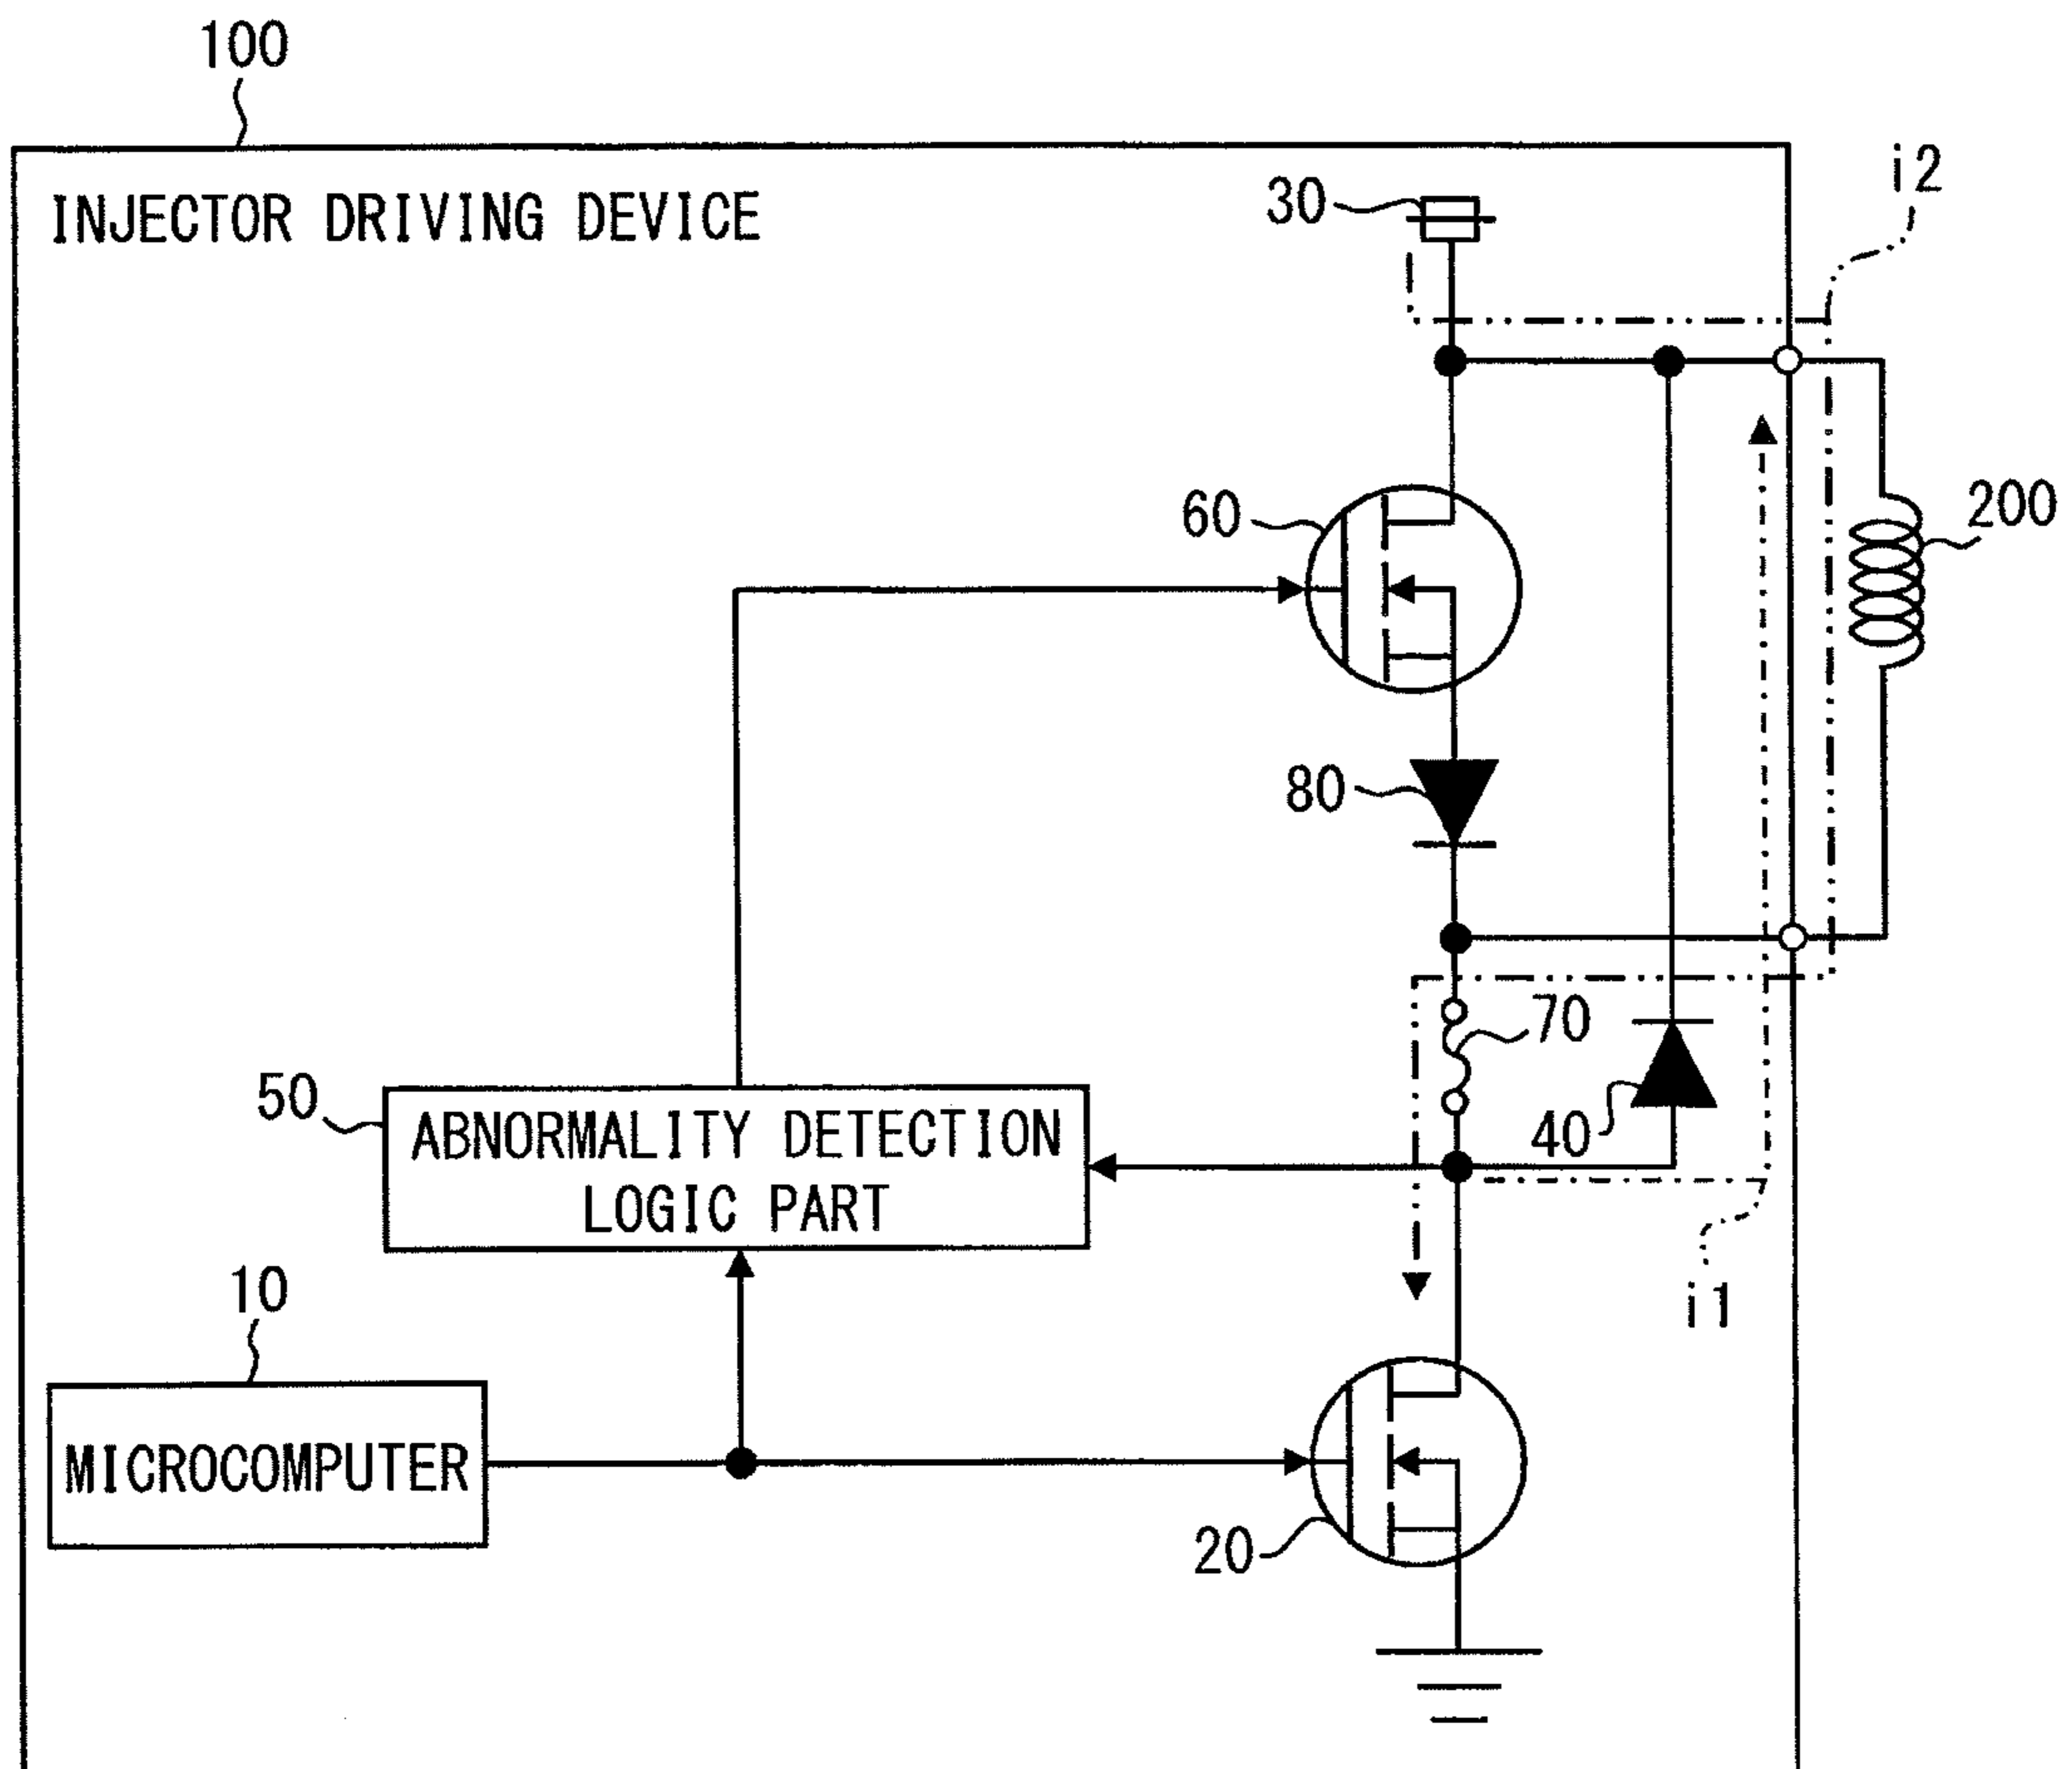 100
INJECTOR DRIVING DEVICE
30
i2
60
200
80
70
50
ABNORMALITY DETECTION
LOGIC PART
40
10
i1
MICROCOMPUTER
20